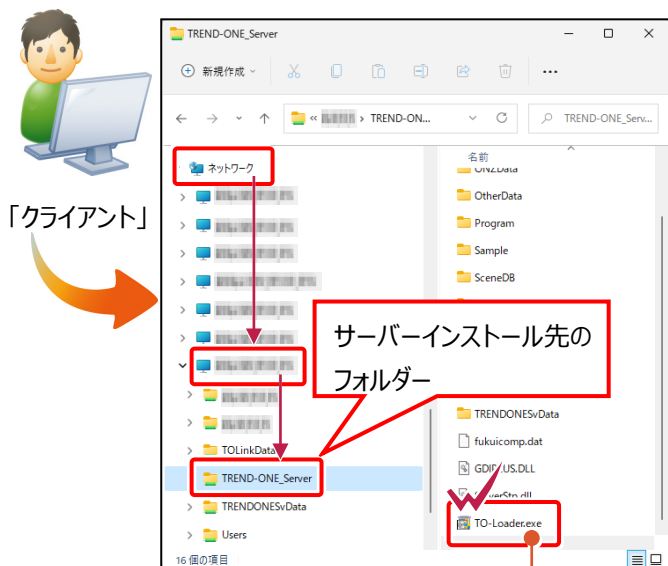 TREND-ONE_Server
新規作成
TREND-ON...
TREND-ONE_Serv...
「クライアント」
ネットワーク
サーバーインストール先の
フォルダー
TOLinkData
TREND-ONE_Server
TRENDONESvData
Users
16 個の項目
名前
OtherData
Program
Sample
SceneDB
TRENDONESvData
fukuicomp.dat
TO-Loader.exe